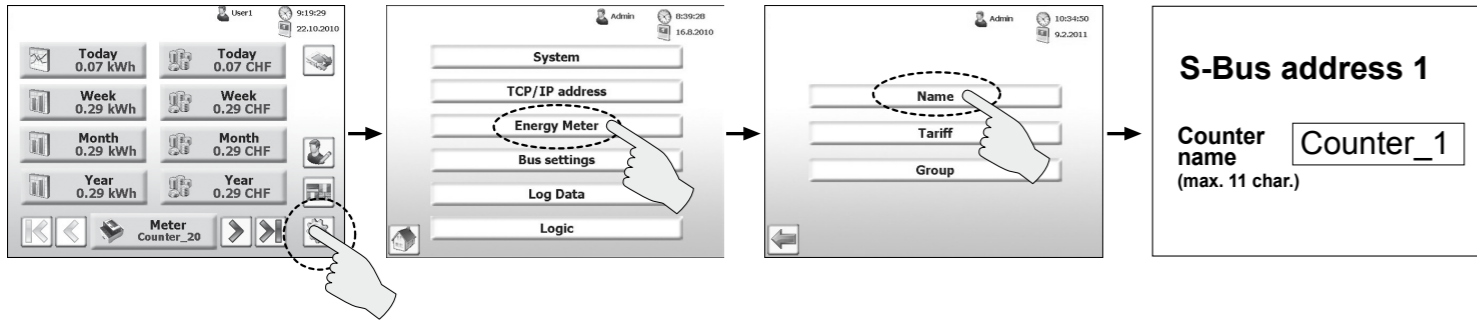 User1 9:19:29
22.10.2010
Today
0.07 kWh
Today
0.07 CHF
Week
0.29 kWh
Week
0.29 CHF
Month
0.29 kWh
Month
0.29 CHF
Year
0.29 kWh
Year
0.29 CHF
Meter
Counter_20
Admin 8:39:28
16.8.2010
System
TCP/IP address
Energy Meter
Bus settings
Log Data
Logic
Admin 10:34:50
9.2.2011
Name
Tariff
Group
S-Bus address 1
Counter
name
(max. 11 char.)
Counter_1